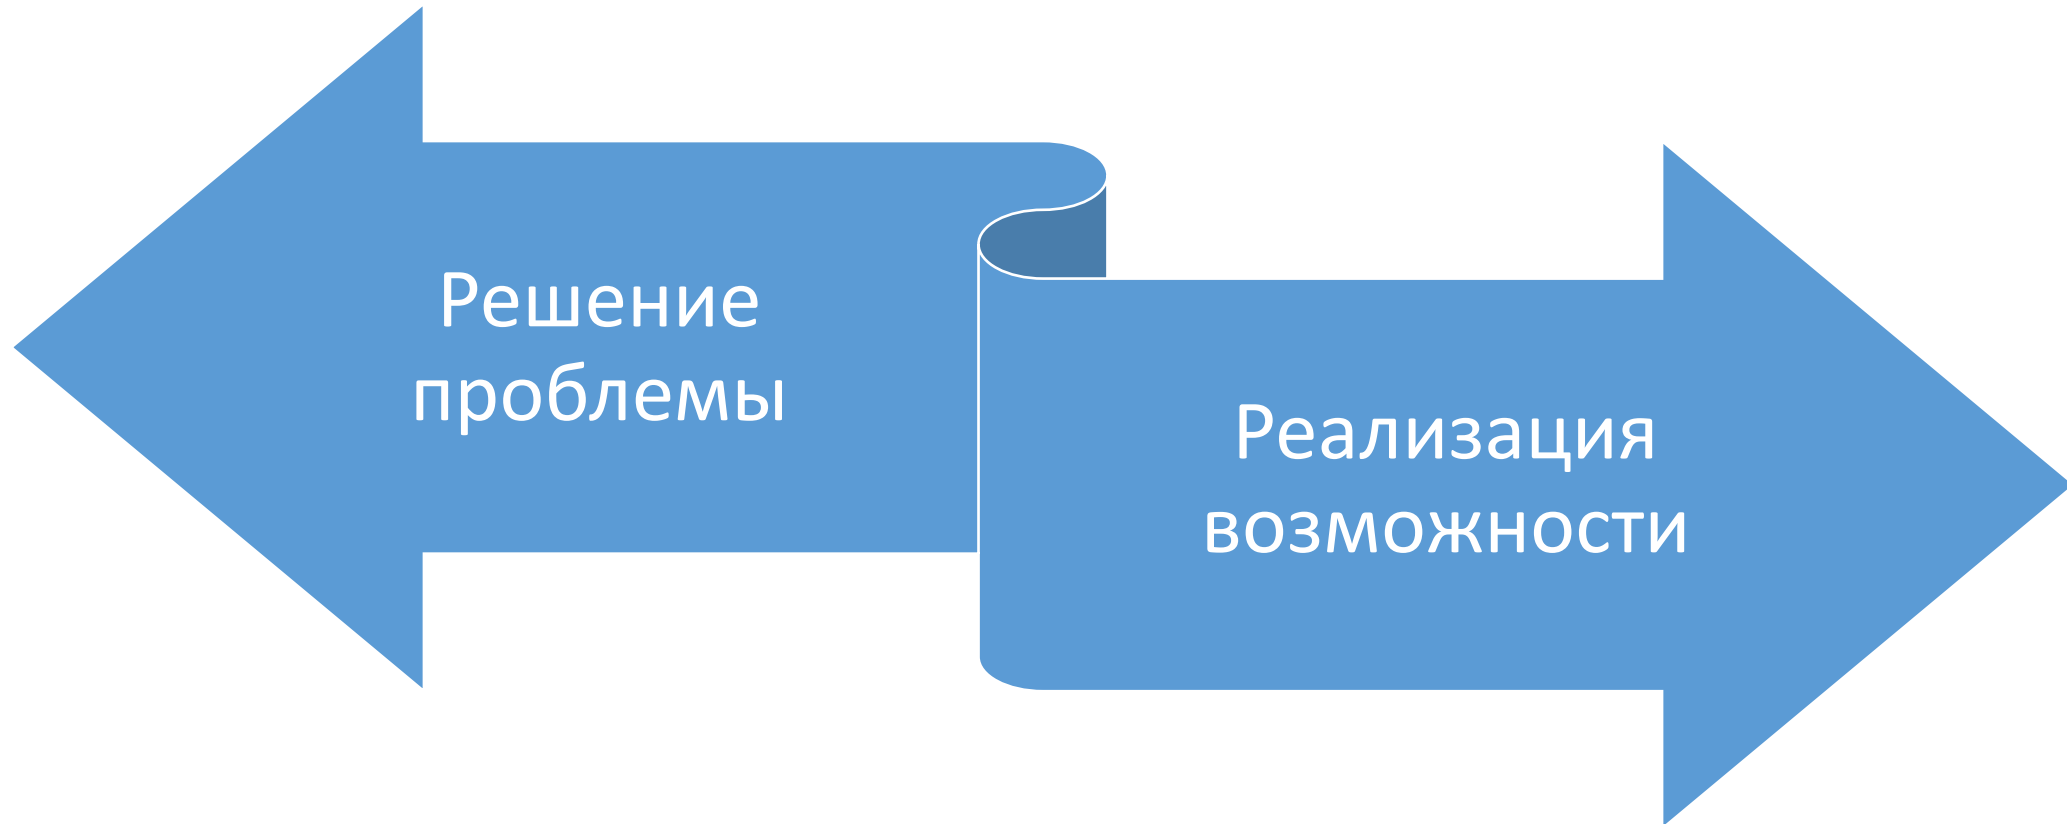 Решение
проблемы
Реализация
возможности